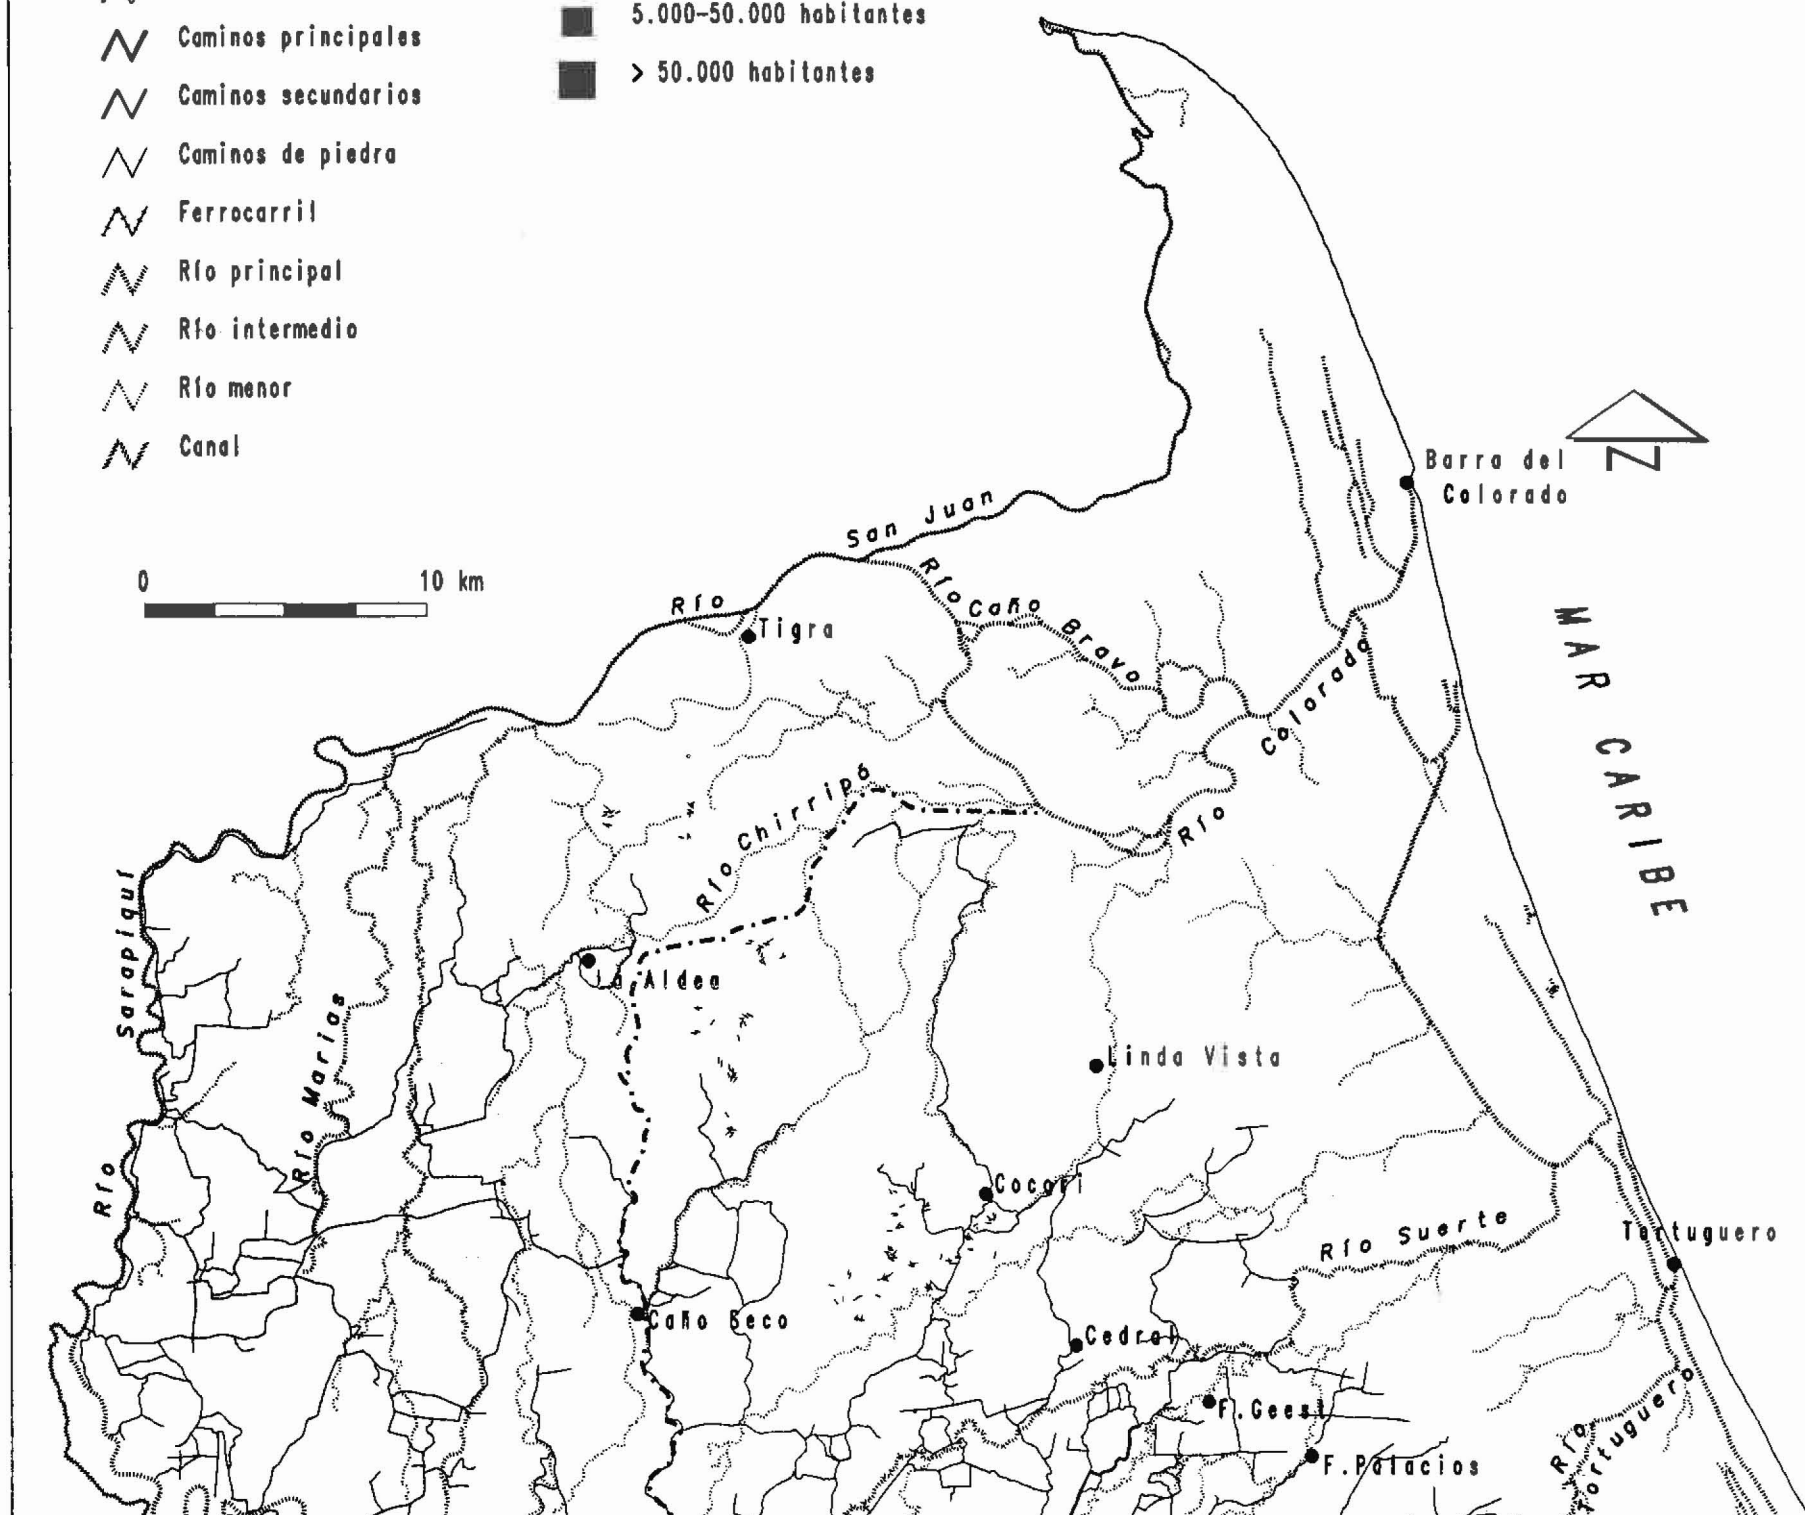 5.000-50.000 habitantes
> 50.000 habitantes
Caminos principales
Caminos secundarios
Caminos de piedra
Ferrocarril
Río principal
Río intermedio
Río menor
Canal
0 10 km
N
Barra del
Colorado
San Juan
Río
Tigra
Río
Caño
Bravo
Colorado
Río
MAR CARIBE
Río Chirripó
Sarapiquí
Río
Río Marias
La Aldea
Linda Vista
Cocori
Río Suerte
Tortuguero
Caño Seco
Cedral
F.Geest
F.Palacios
Río
Tortuguero